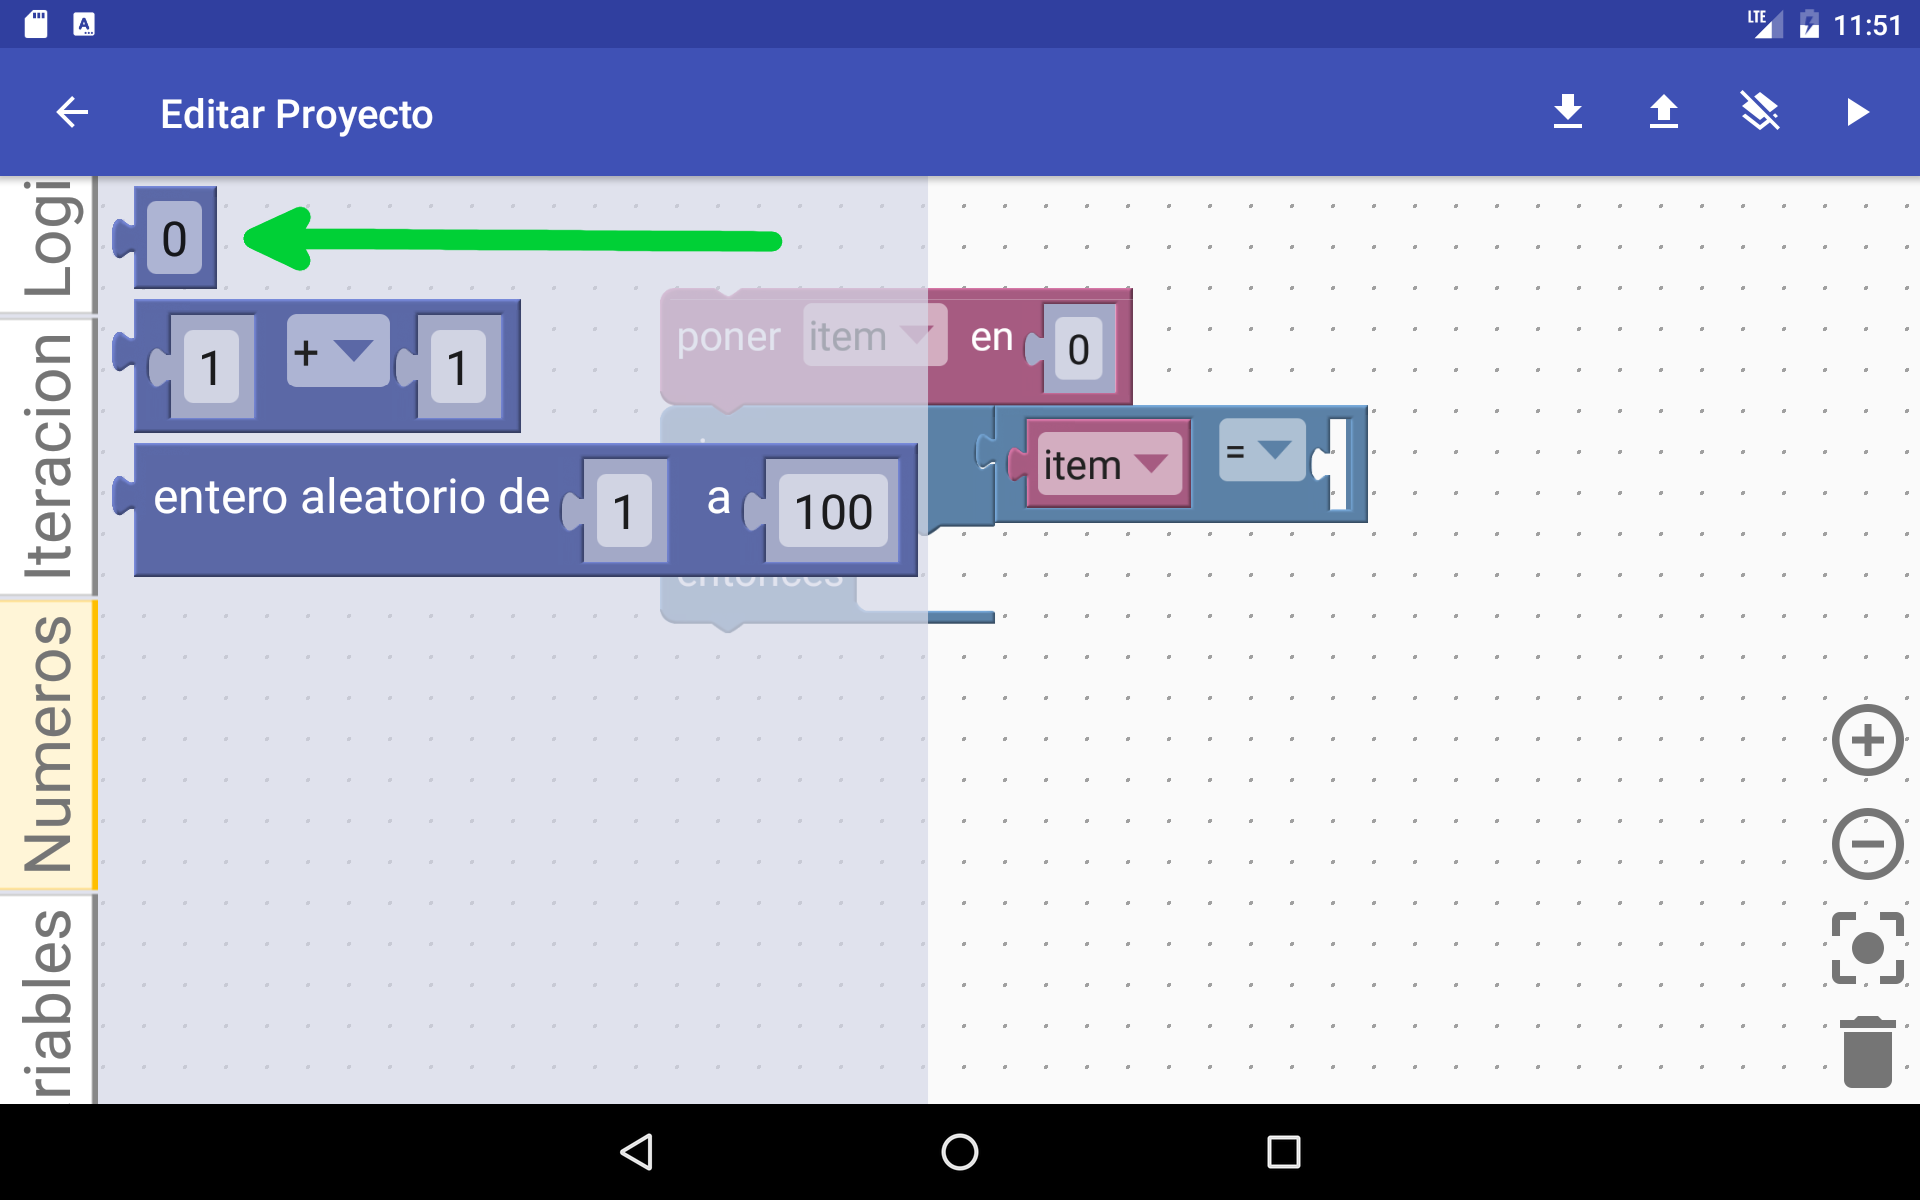 LTE 11:51
Editar Proyecto
Logi
0
poner item en 0
1 + 1
Iteracion
item =
entero aleatorio de 1 a 100
entonces
Numeros
riables